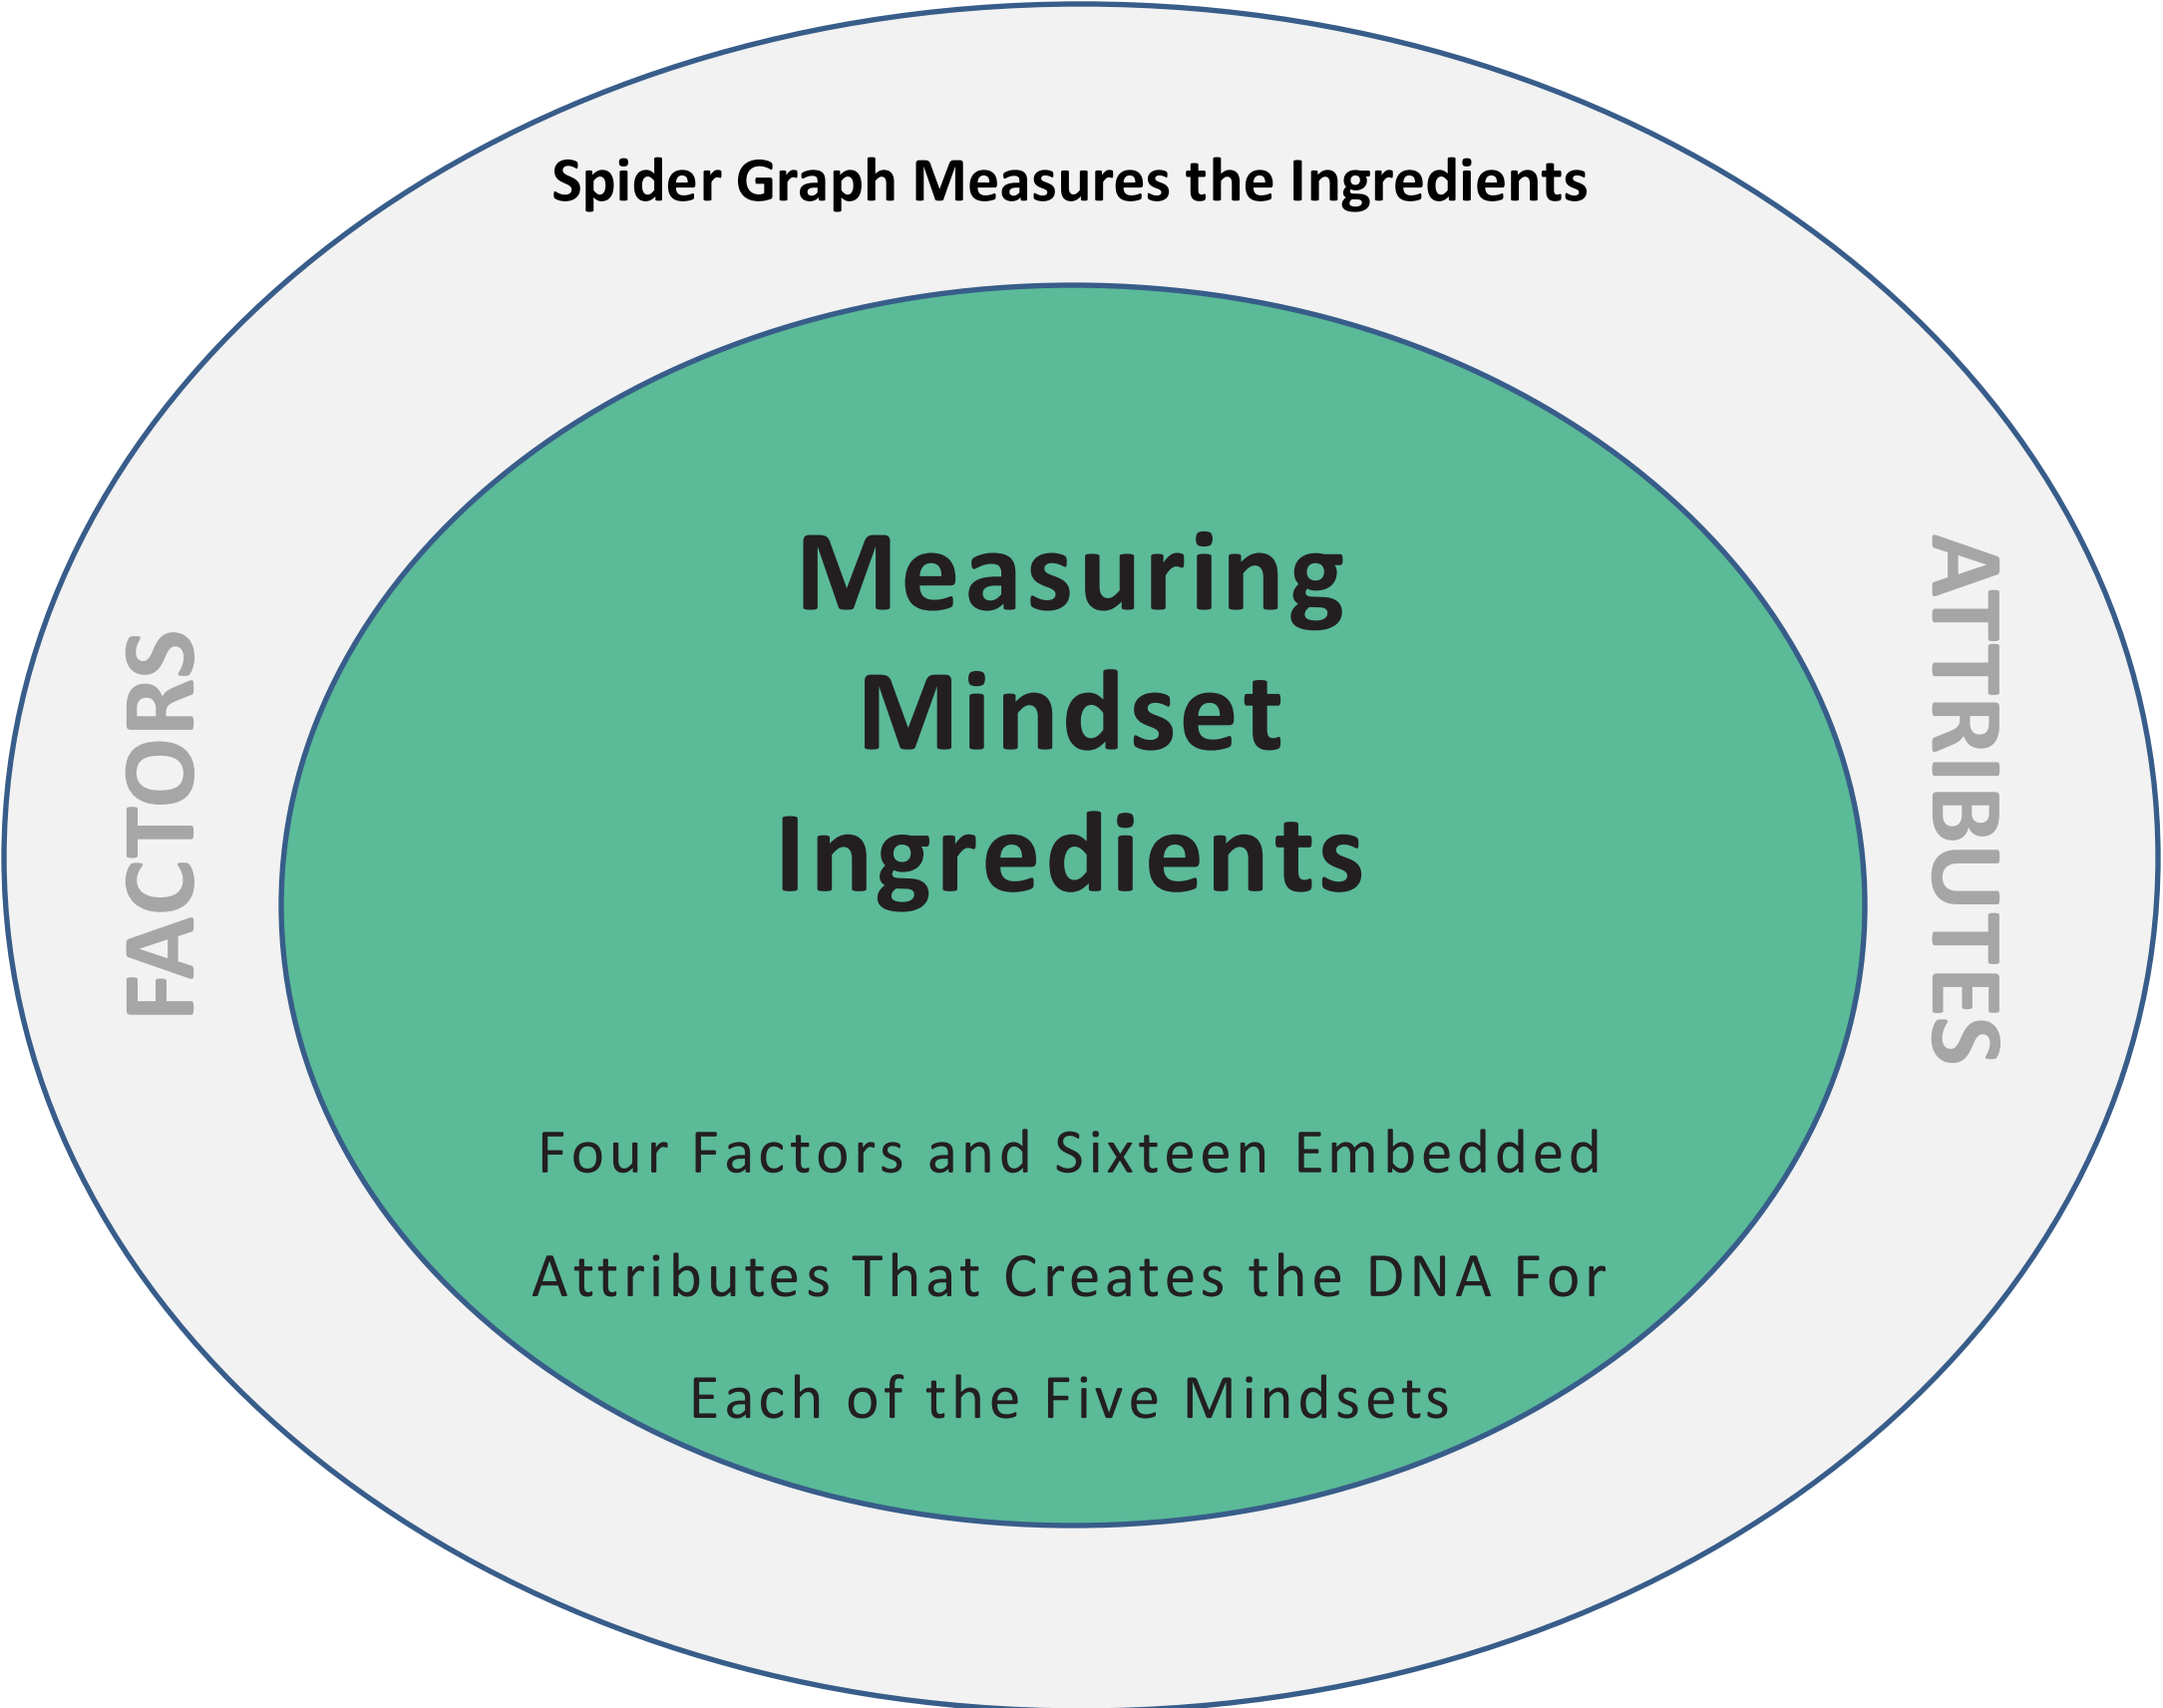 Spider Graph Measures the Ingredients
FACTORS
Measuring
Mindset
Ingredients
ATTRIBUTES
Four Factors and Sixteen Embedded
Attributes That Creates the DNA For
Each of the Five Mindsets